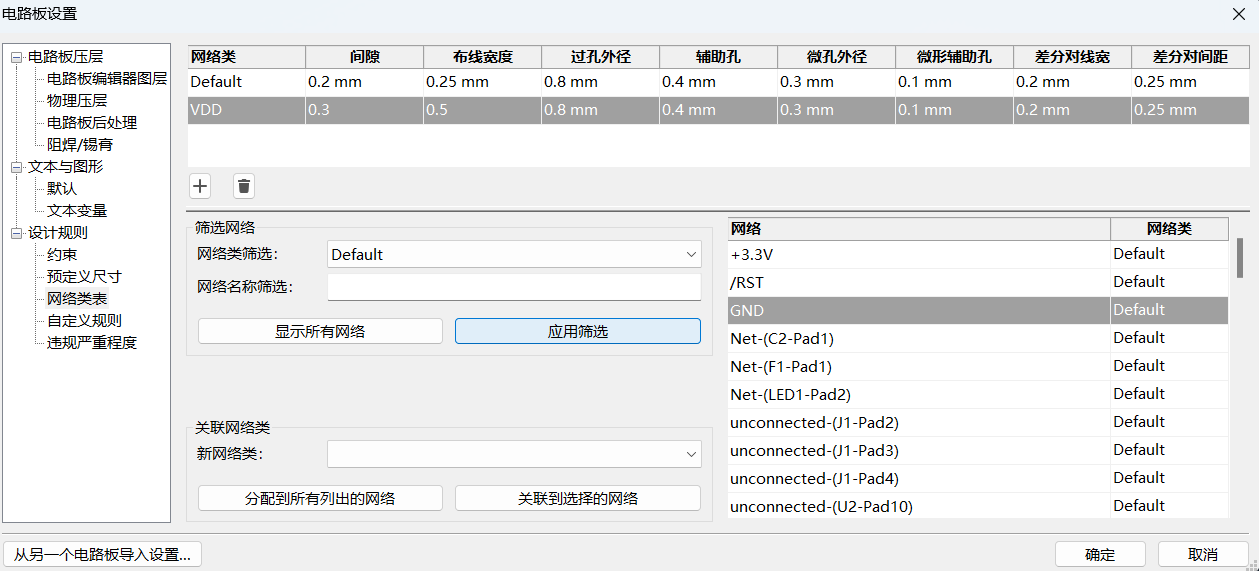 电路板设置
电路板压层
电路板编辑器图层
物理压层
电路板后处理
阻焊/锡膏
文本与图形
默认
文本变量
设计规则
约束
预定义尺寸
网络类表
自定义规则
违规严重程度
网络类 间隙 布线宽度 过孔外径 辅助孔 微孔外径 微形辅助孔 差分对线宽 差分对间距
Default 0.2 mm 0.25 mm 0.8 mm 0.4 mm 0.3 mm 0.1 mm 0.2 mm 0.25 mm
VDD 0.3 0.5 0.8 mm 0.4 mm 0.3 mm 0.1 mm 0.2 mm 0.25 mm
筛选网络
网络类筛选: Default
网络名称筛选:
显示所有网络 应用筛选
关联网络类
新网络类:
分配到所有列出的网络 关联到选择的网络
网络 网络类
+3.3V Default
/RST Default
GND Default
Net-(C2-Pad1) Default
Net-(F1-Pad1) Default
Net-(LED1-Pad2) Default
unconnected-(J1-Pad2) Default
unconnected-(J1-Pad3) Default
unconnected-(J1-Pad4) Default
unconnected-(U2-Pad10) Default
从另一个电路板导入设置... 确定 取消